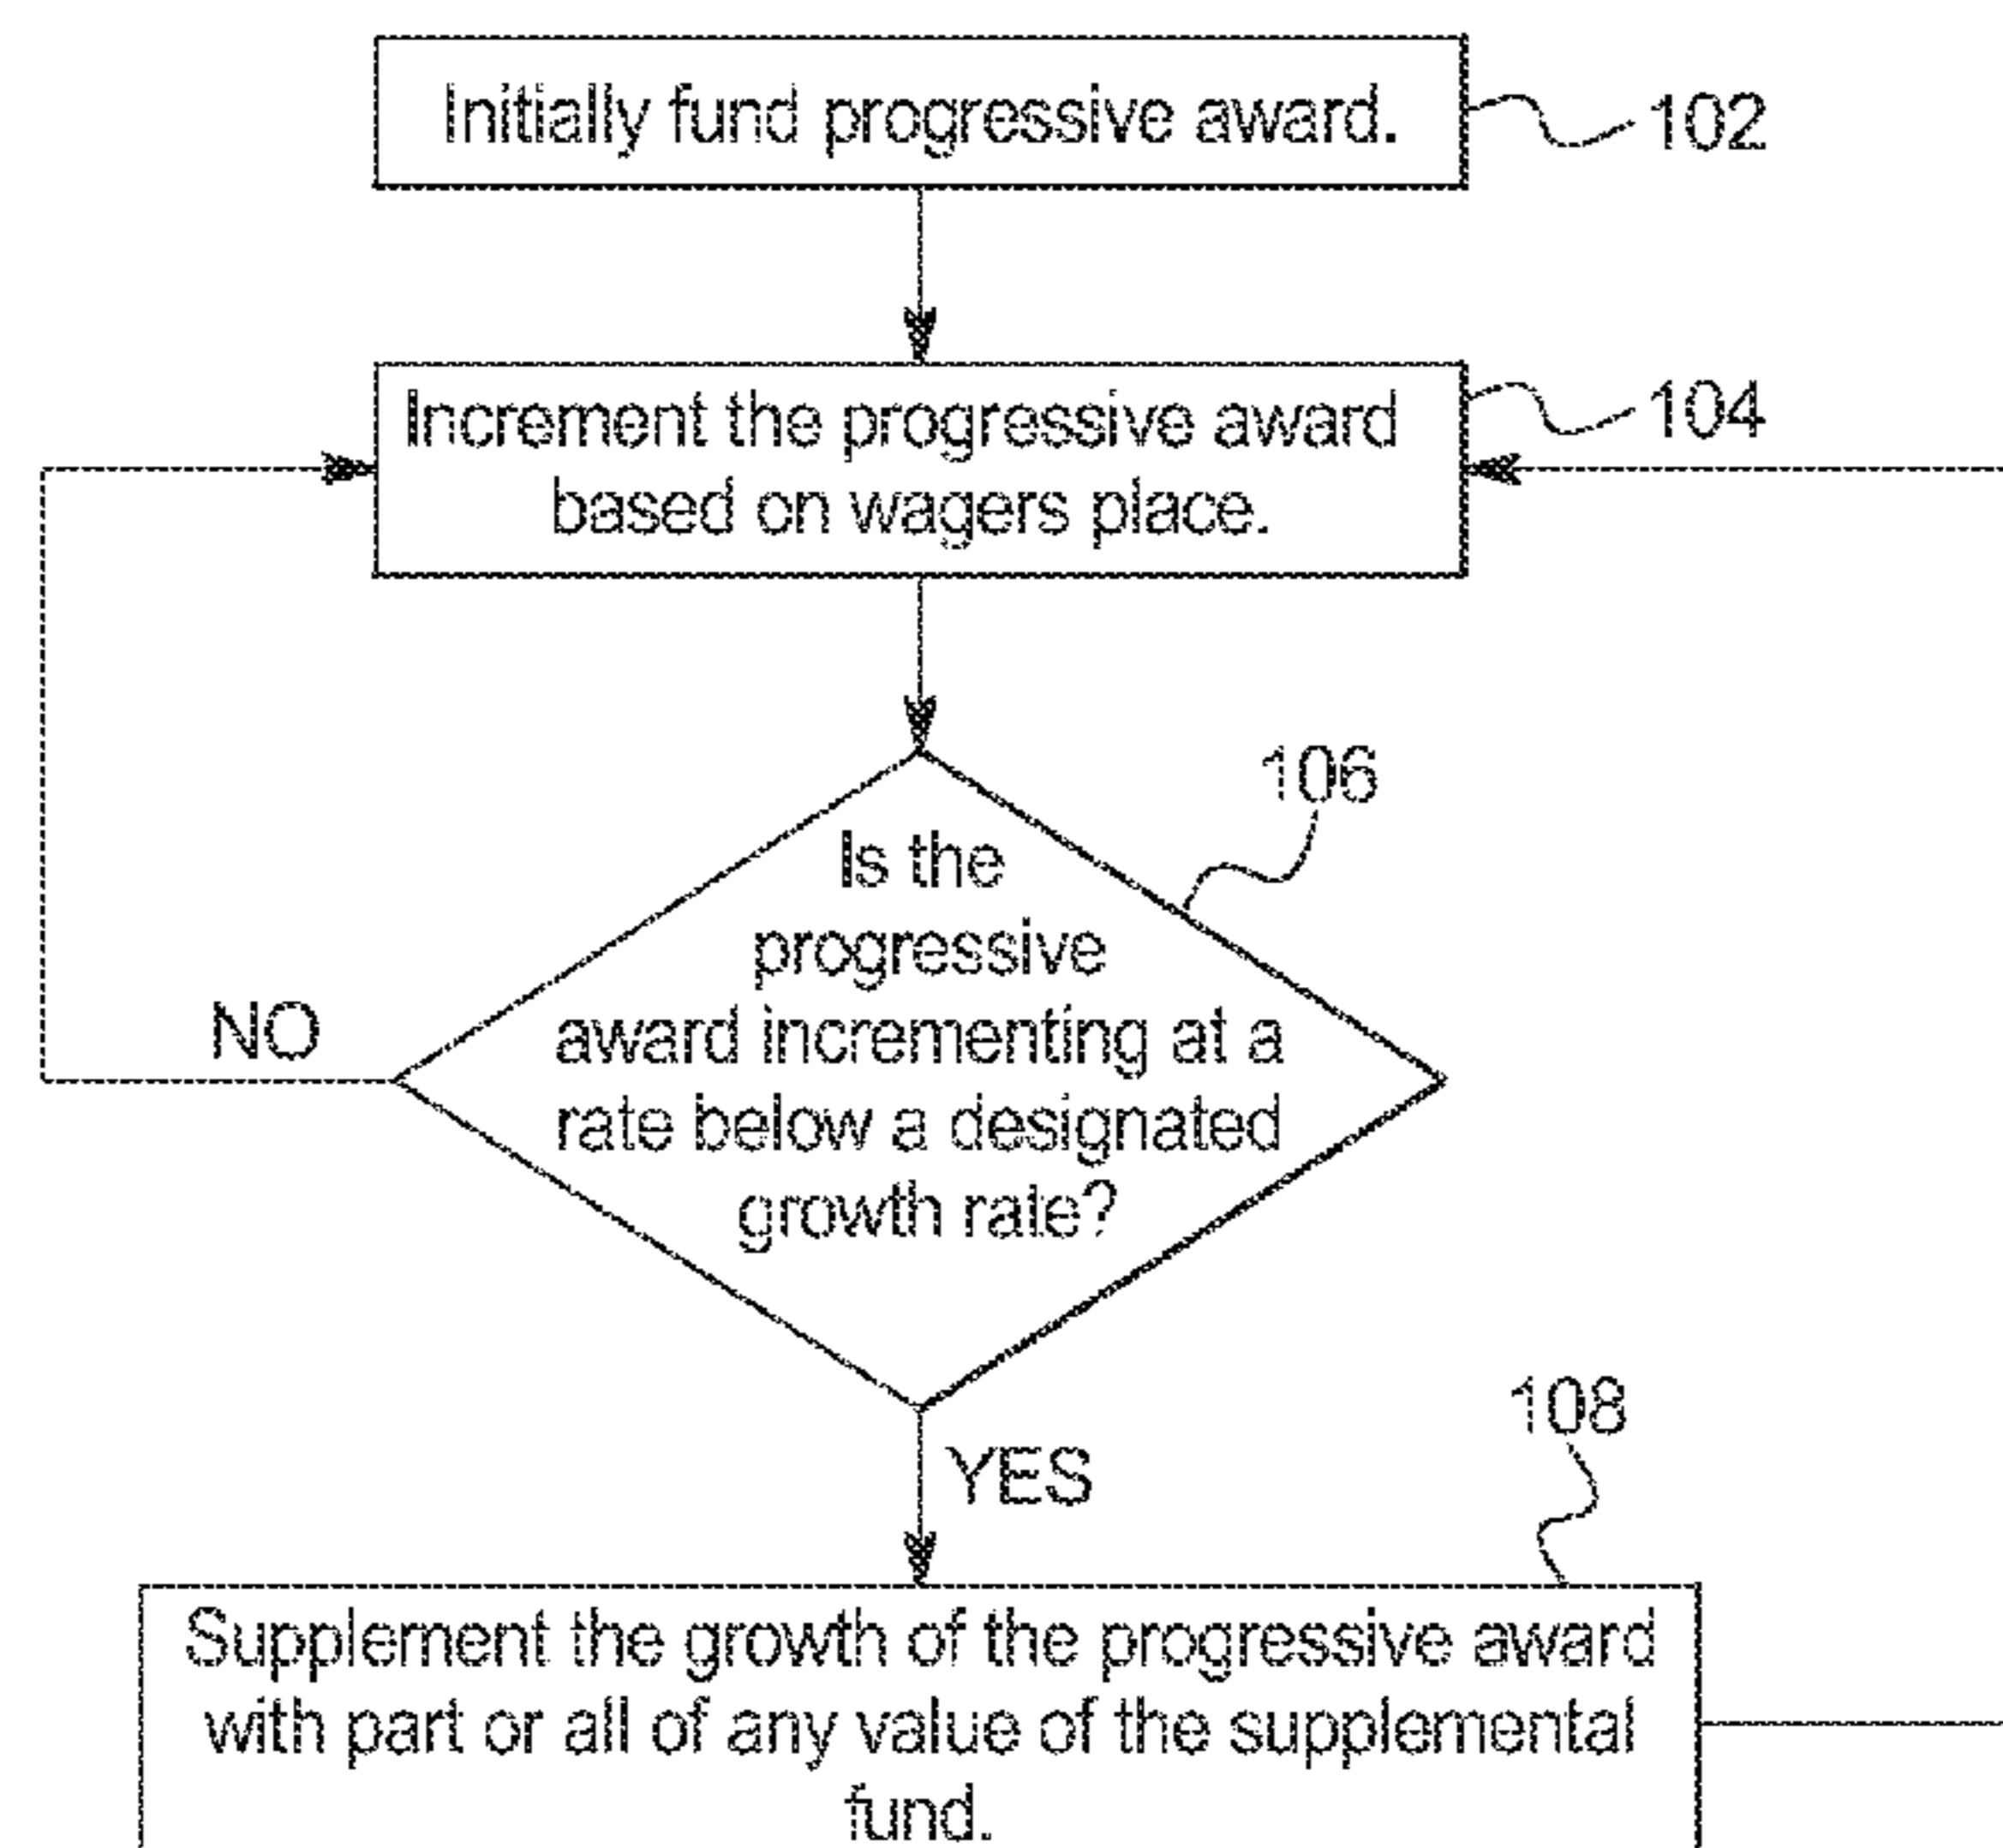 Initially fund progressive award.
102
Increment the progressive award
based on wagers place.
104
106
Is the
progressive
award incrementing at a
rate below a designated
growth rate?
NO
YES
108
Supplement the growth of the progressive award
with part or all of any value of the supplemental
fund.